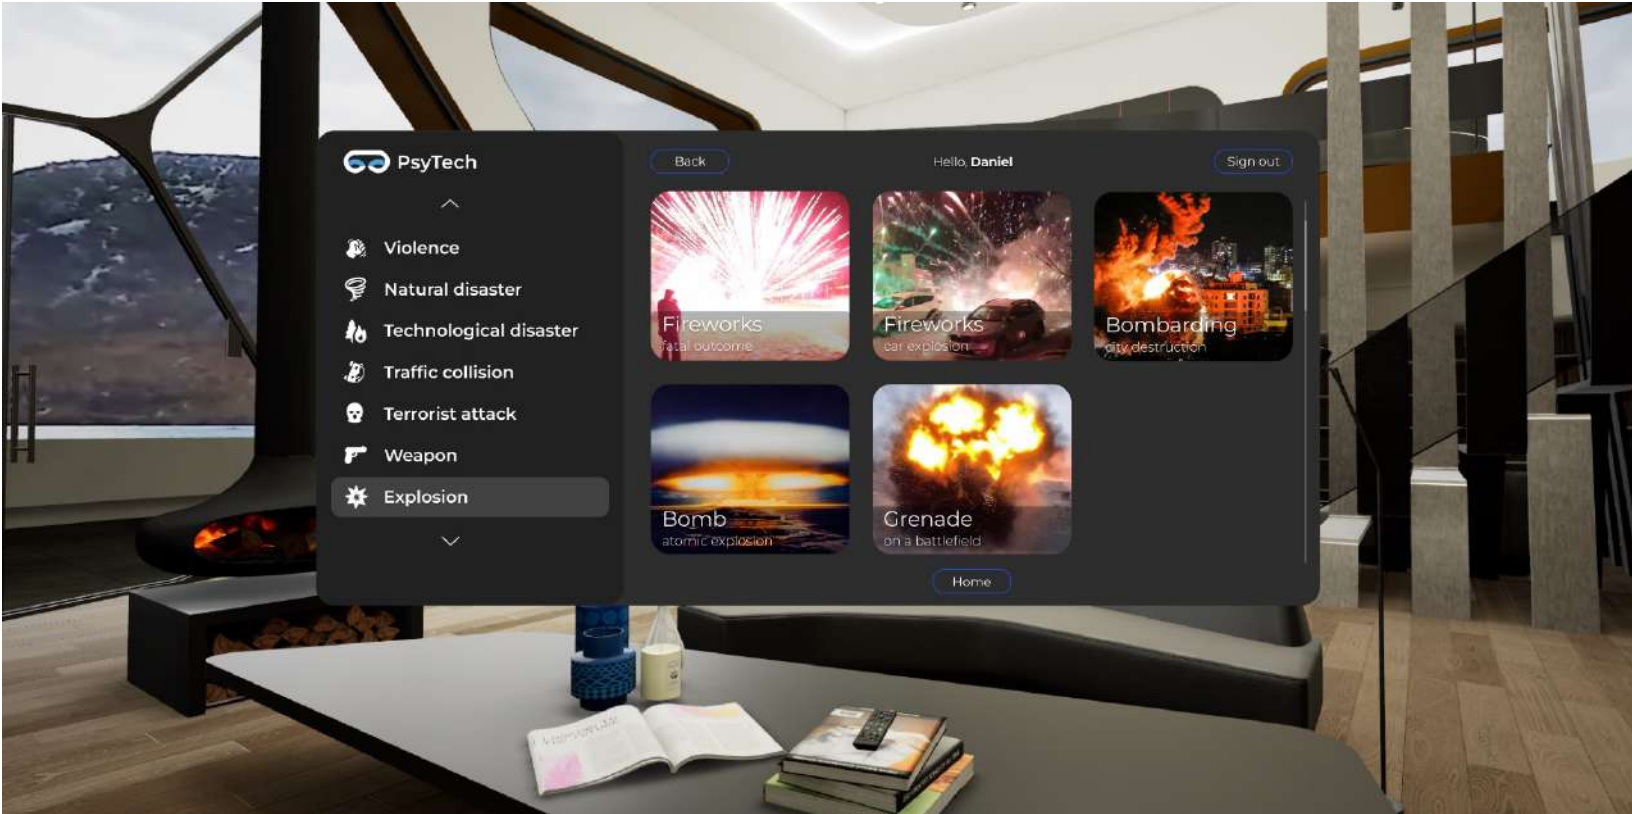 PsyTech
Violence
Natural disaster
Technological disaster
Traffic collision
Terrorist attack
Weapon
Explosion
Back
Hello, Daniel
Sign out
Fireworks
fatal outcome
Fireworks
car explosion
Bombarding
city destruction
Bomb
atomic explosion
Grenade
on a battlefield
Home